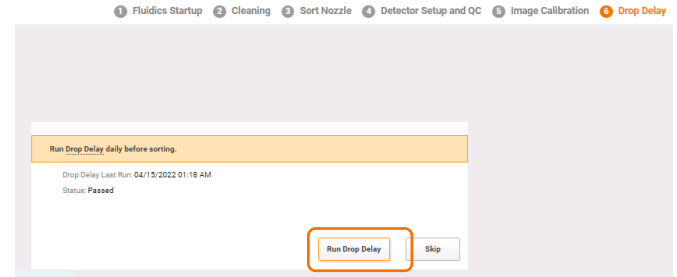 1 Fluidics Startup 2 Cleaning 3 Sort Nozzle 4 Detector Setup and QC 5 Image Calibration 6 Drop Delay
Run Drop Delay daily before sorting.
Drop Delay Last Run: 04/15/2022 01:18 AM
Status: Passed
Run Drop Delay Skip